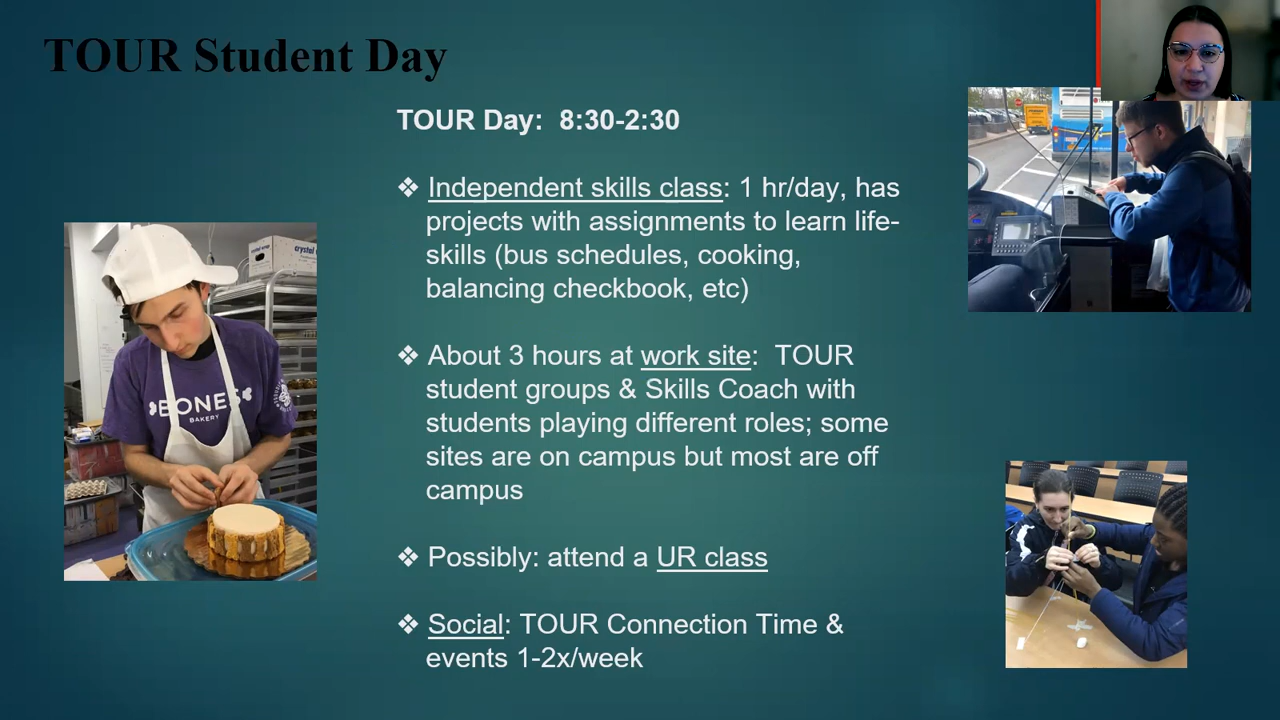 TOUR Student Day
TOUR Day:  8:30-2:30
❖ Independent skills class: 1 hr/day, has
projects with assignments to learn life-
skills (bus schedules, cooking,
balancing checkbook, etc)
❖ About 3 hours at work site:  TOUR
student groups & Skills Coach with
students playing different roles; some
sites are on campus but most are off
campus
❖ Possibly: attend a UR class
❖ Social: TOUR Connection Time &
events 1-2x/week
BONES
BAKERY